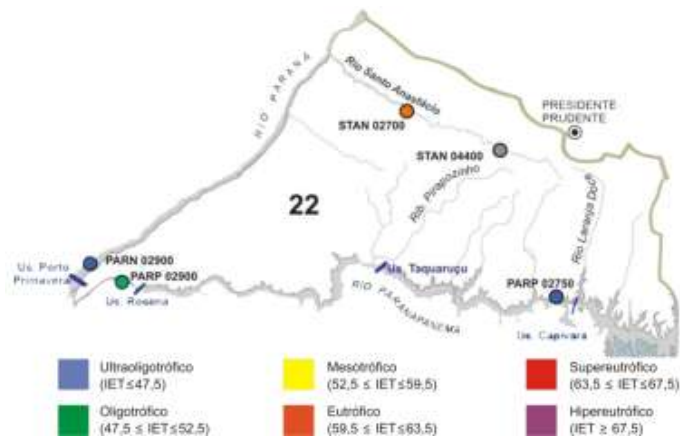 RIO PARANÁ
Rio Santo Anastácio
PRESIDENTE
PRUDENTE
STAN 02700
STAN 04400
Rib. Pirapozinho
Rio Laranja Doce
22
PARN 02900
Us. Porto
Primavera
PARP 02900
Us. Rosana
Us. Taquaruçu
RIO PARANAPANEMA
PARP 02750
Us. Capivara
Ultraoligotrófico
(IET≤47,5)
Mesotrófico
(52,5 ≤ IET≤59,5)
Supereutrófico
(63,5 ≤ IET≤67,5)
Oligotrófico
(47,5 ≤ IET≤52,5)
Eutrófico
(59,5 ≤ IET≤63,5)
Hipereutrófico
(IET ≥ 67,5)